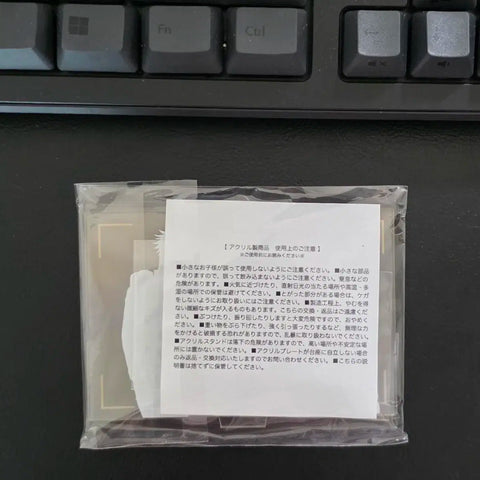 Fn
Ctrl
【 アクリル製商品 使用上のご注意 】
※ご使用前にお読みください※
■小さなお子様が誤って使用しないようにご注意ください。 ■小さな部品
がありますので、誤って飲み込まないようにご注意ください。窒息などの
危険があります。 ■火気に近づけたり、直射日光の当たる場所や高温・多
湿の場所での保管は避けてください。 ■とがった部分がある場合は、ケガ
をしないようにお取り扱いにはご注意ください。 ■製造工程上、やむを得
ない微細なキズが入るものもあります。こちらの交換・返品はご遠慮くださ
い。 ■ぶつけたり、振り回したりしますと大変危険ですので、おやめくだ
さい。 ■重い物をぶら下げたり、強く引っ張ったりするなど、無理な力
をかけると破損する恐れがありますので、乱暴に取り扱わないでください。
■アクリルスタンドは落下の危険がありますので、高い場所や不安定な場
所には置かないでください。 ■アクリルプレートが台座に自立しない場合
のみ返品・交換対応いたしますのでお問い合わせください。 ■こちらの説
明書は捨てずに保管してください。